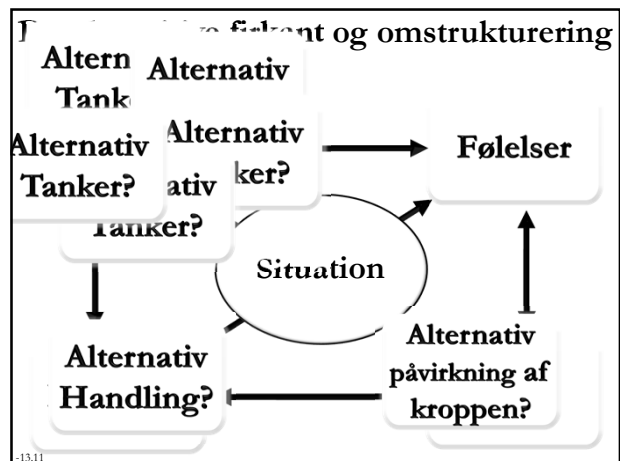 firkant og omstrukturering
Altern
Tank
Alternativ
Alternativ
Tanker?
Alternativ
ker?
ativ
Tanker?
Følelser
Situation
Alternativ
Handling?
Alternativ
påvirkning af
kroppen?
-13.11